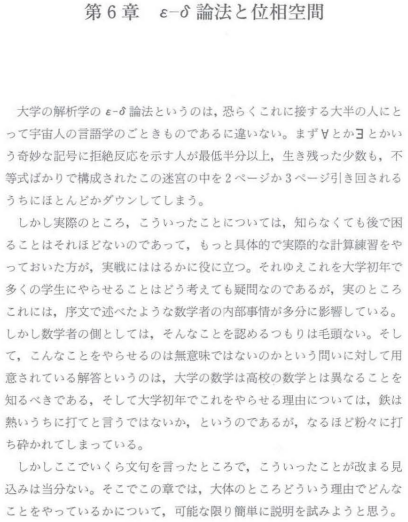 第6章　ε-δ論法と位相空間
大学の解析学のε-δ論法というのは，恐らくこれに接する大半の人にと
って宇宙人の言語学のごときものであるに違いない。まず∀とか∃とかい
う奇妙な記号に拒絶反応を示す人が最低半分以上，生き残った少数も，不
等式ばかりで構成されたこの迷宮の中を2ページか3ページ引き回される
うちにほとんどかダウンしてしまう。
しかし実際のところ，こういったことについては，知らなくても後で困
ることはそれほどないのであって，もっと具体的で実際的な計算練習をや
っておいた方が，実戦にははるかに役に立つ。それゆえこれを大学初年で
多くの学生にやらせることはどう考えても疑問なのであるが，実のところ
これには，序文で述べたような数学者の内部事情が多分に影響している。
しかし数学者の側としては，そんなことを認めるつもりは毛頭ない。そし
て，こんなことをやらせるのは無意味ではないのかという問いに対して用
意されている解答というのは，大学の数学は高校の数学とは異なることを
知るべきである，そして大学初年でこれをやらせる理由については，鉄は
熱いうちに打てと言うではないか，というのであるが，なるほど粉々に打
ち砕かれてしまっている。
しかしここでいくら文句を言ったところで，こういったことが改まる見
込みは当分ない。そこでこの章では，大体のところどういう理由でどんな
ことをやっているかについて，可能な限り簡単に説明を試みようと思う。